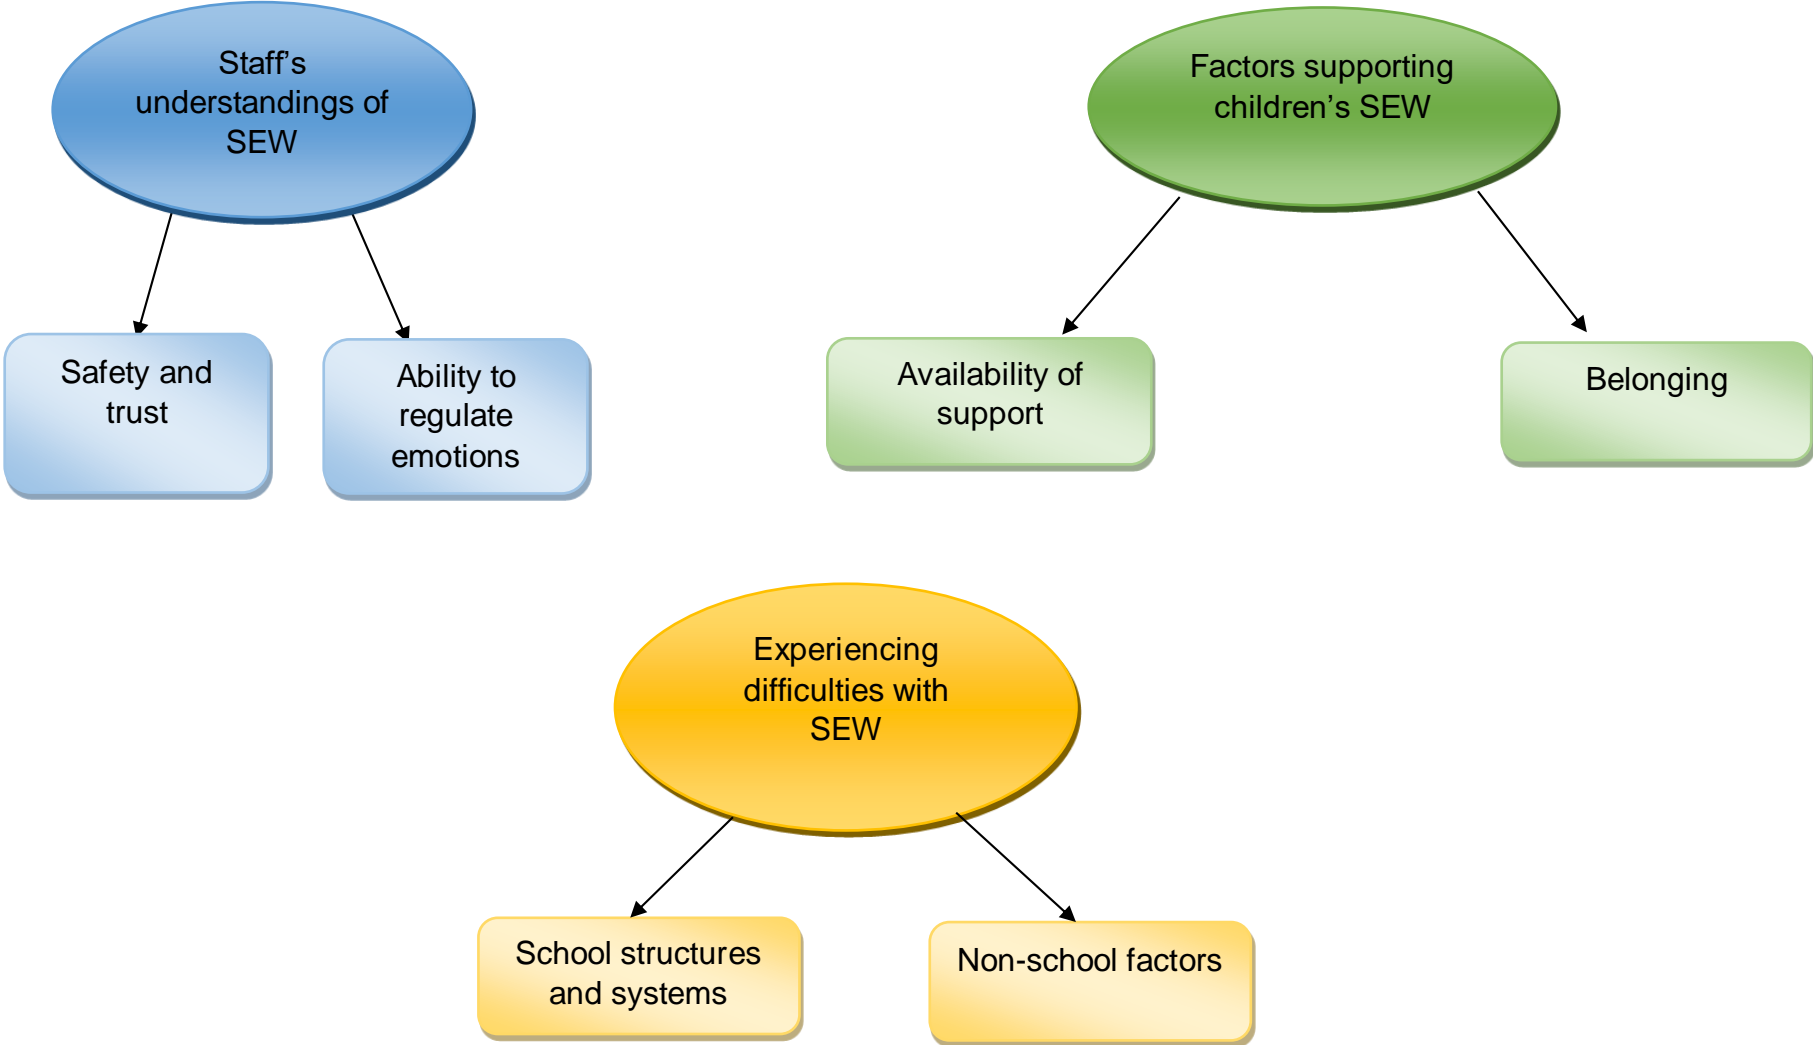 Staff’s
understandings of
SEW
Factors supporting
children’s SEW
Safety and
trust
Ability to
regulate
emotions
Availability of
support
Belonging
Experiencing
difficulties with
SEW
School structures
and systems
Non-school factors